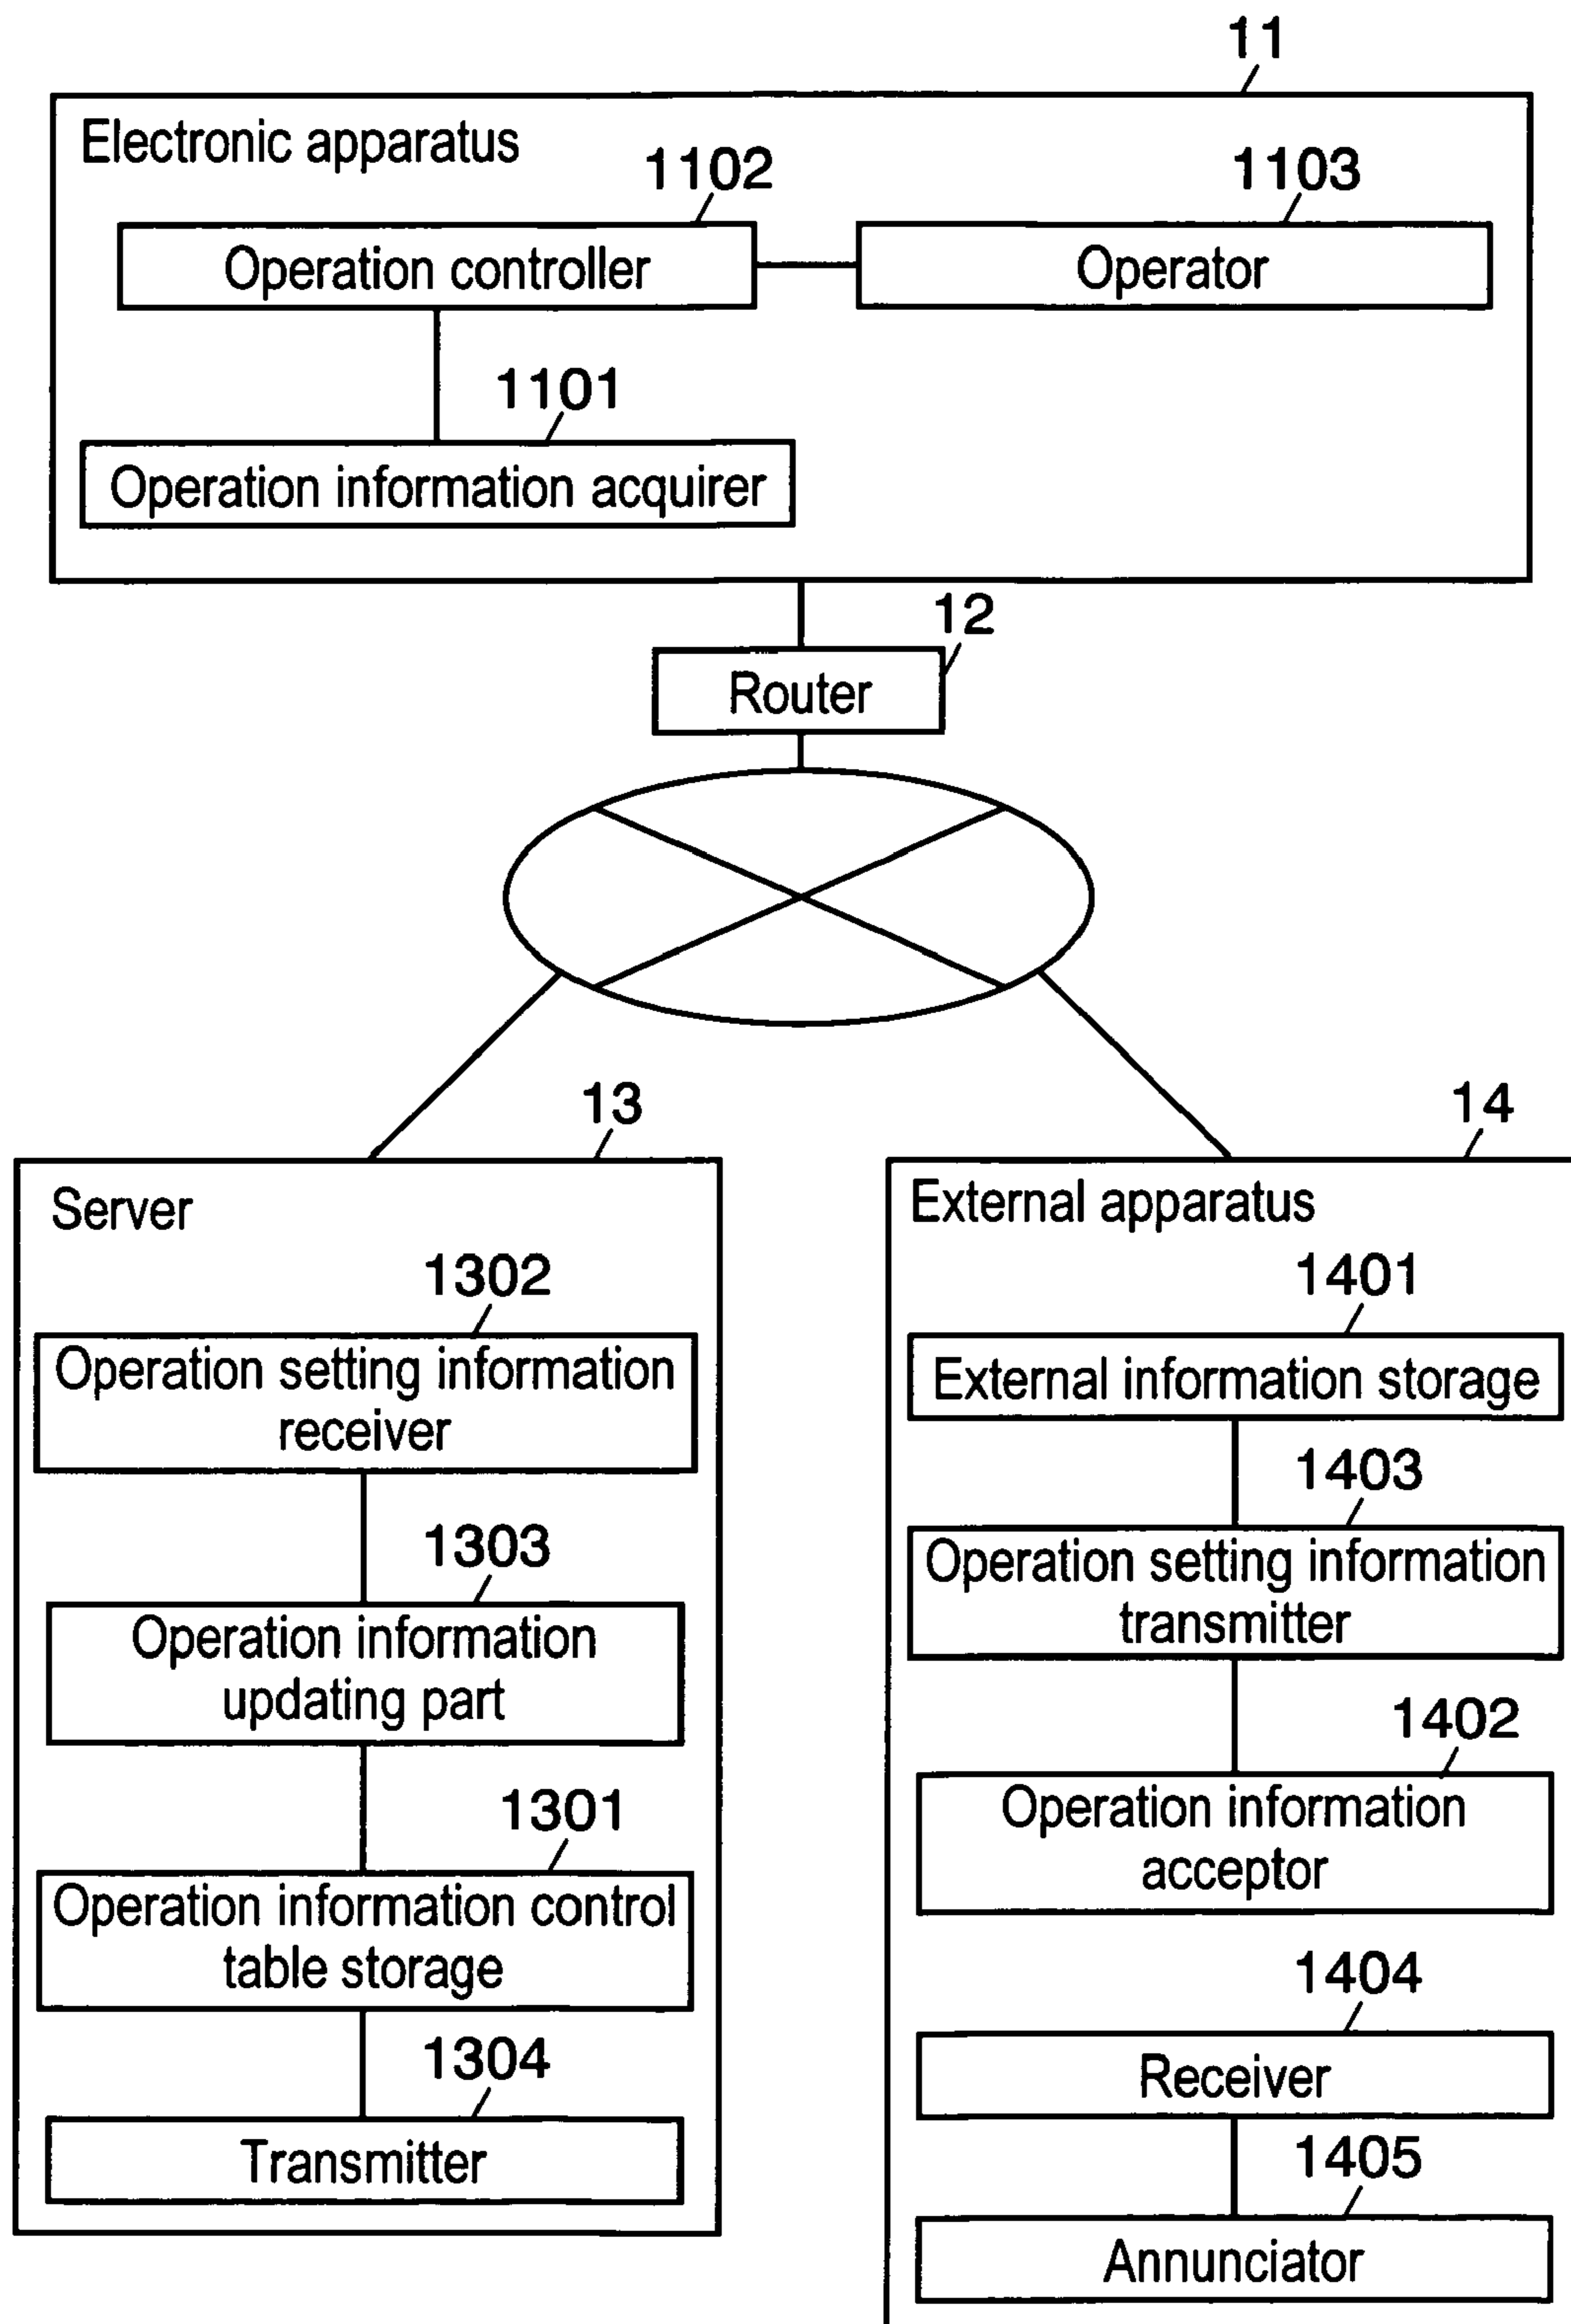 11
Electronic apparatus
1102
1103
Operation controller
Operator
1101
Operation information acquirer
12
Router
13
14
Server
External apparatus
1302
1401
Operation setting information
receiver
External information storage
1403
1303
Operation setting information
transmitter
Operation information
updating part
1402
1301
Operation information
acceptor
Operation information control
table storage
1404
1304
Receiver
Transmitter
1405
Annunciator